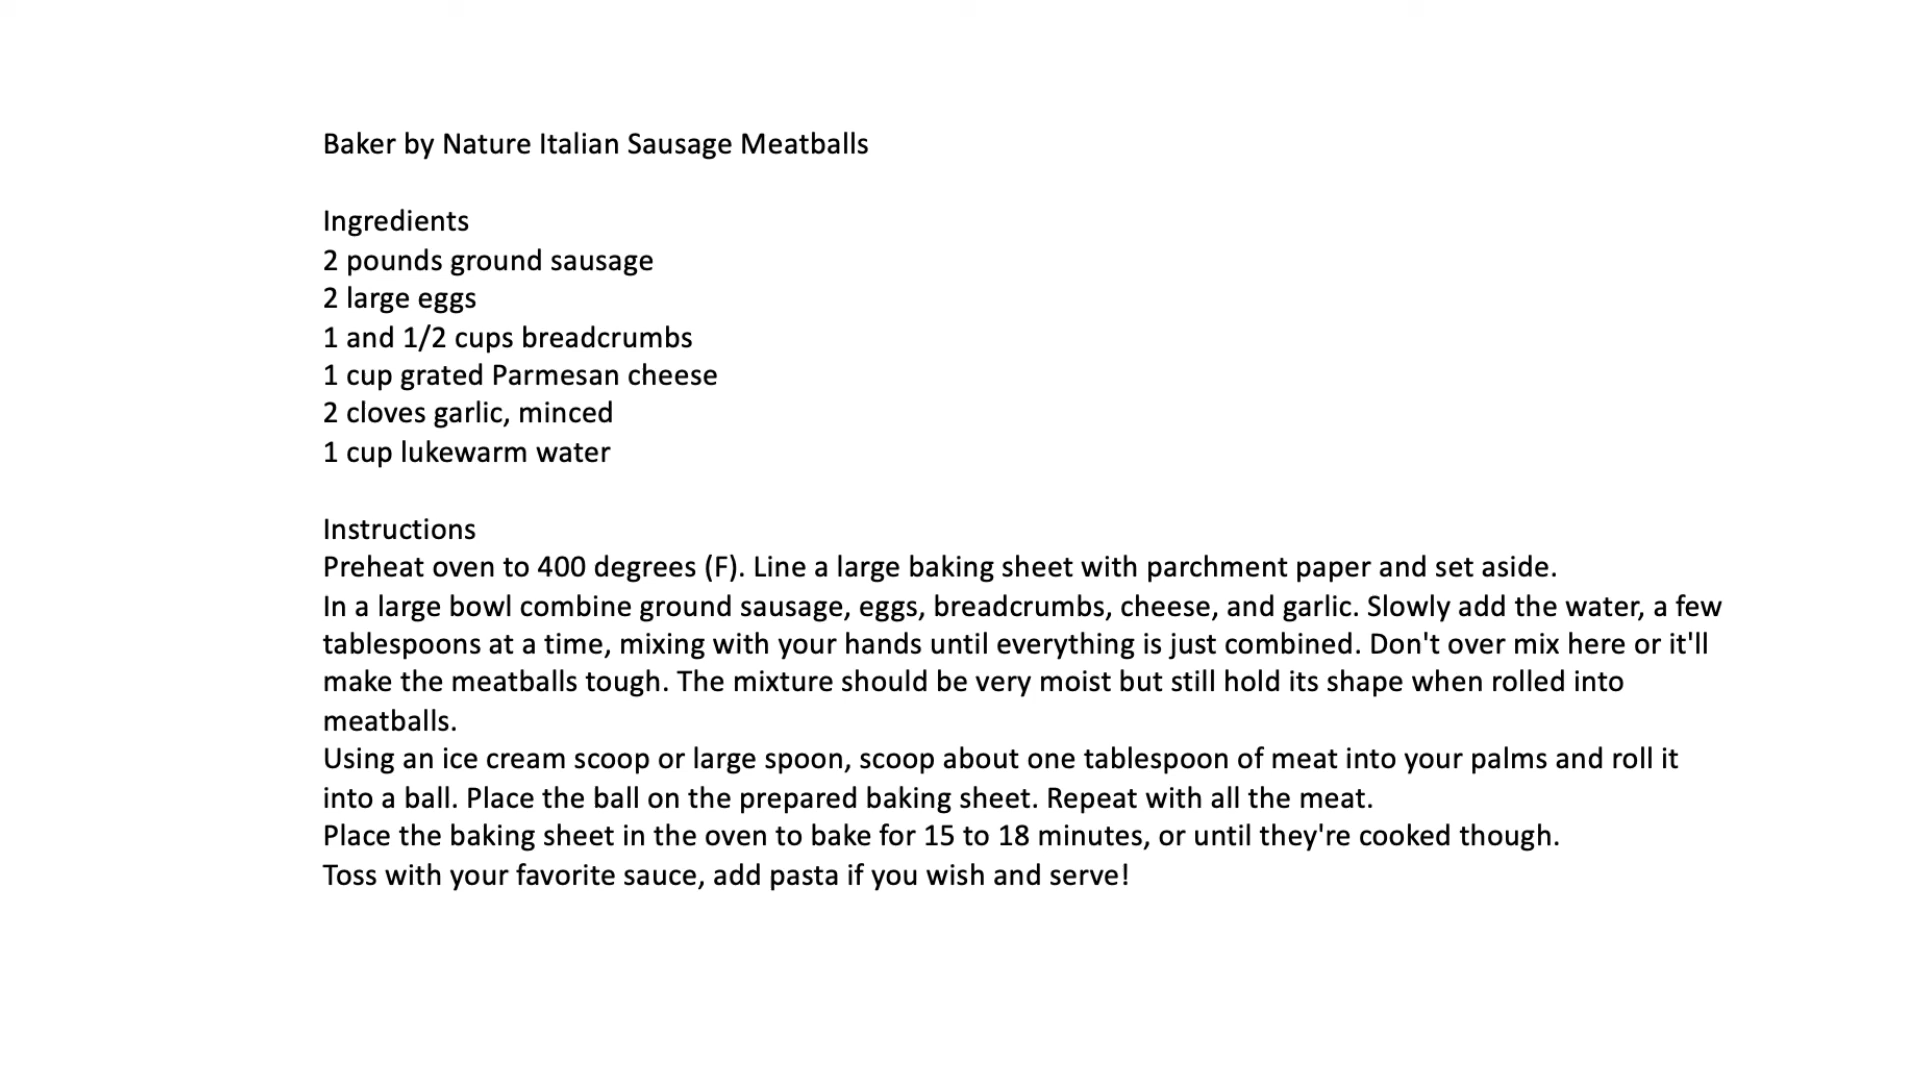 Baker by Nature Italian Sausage Meatballs
Ingredients
2 pounds ground sausage
2 large eggs
1 and 1/2 cups breadcrumbs
1 cup grated Parmesan cheese
2 cloves garlic, minced
1 cup lukewarm water
Instructions
Preheat oven to 400 degrees (F). Line a large baking sheet with parchment paper and set aside.
In a large bowl combine ground sausage, eggs, breadcrumbs, cheese, and garlic. Slowly add the water, a few
tablespoons at a time, mixing with your hands until everything is just combined. Don't over mix here or it'll
make the meatballs tough. The mixture should be very moist but still hold its shape when rolled into
meatballs.
Using an ice cream scoop or large spoon, scoop about one tablespoon of meat into your palms and roll it
into a ball. Place the ball on the prepared baking sheet. Repeat with all the meat.
Place the baking sheet in the oven to bake for 15 to 18 minutes, or until they're cooked though.
Toss with your favorite sauce, add pasta if you wish and serve!